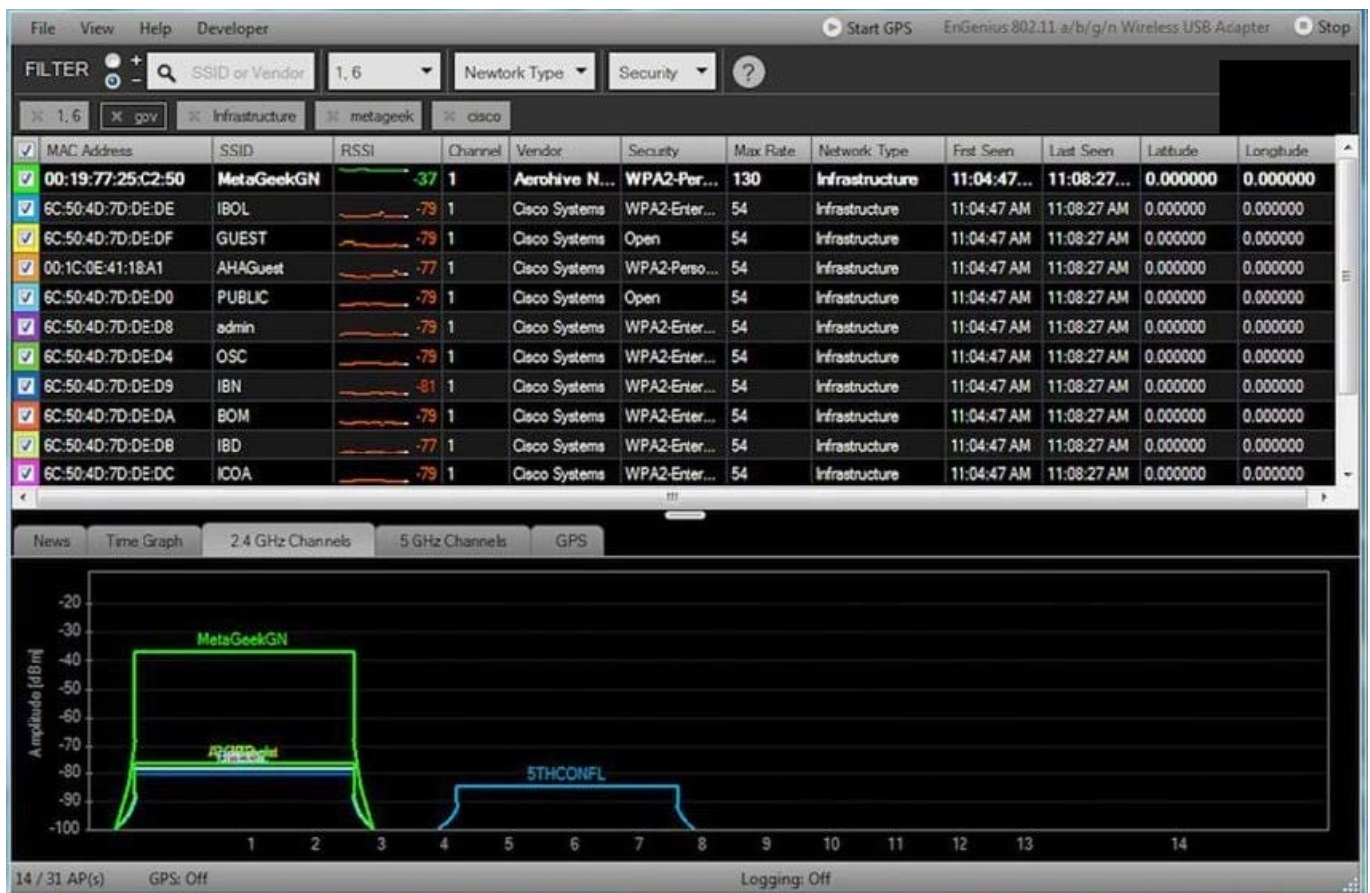 File View Help Developer Start GPS EnGenius 802.11 a/b/g/n Wireless USB Adapter Stop
FILTER + - SSID or Vendor 1, 6 Newtork Type Security ?
1, 6 gov Infrastructure metageek cisco
MAC Address SSID RSSI Channel Vendor Security Max Rate Network Type First Seen Last Seen Latitude Longitude
00:19:77:25:C2:50 MetaGeekGN -37 1 Aerohive N... WPA2-Per... 130 Infrastructure 11:04:47... 11:08:27... 0.000000 0.000000
6C:50:4D:7D:DE:DE IBOL -79 1 Cisco Systems WPA2-Enter... 54 Infrastructure 11:04:47 AM 11:08:27 AM 0.000000 0.000000
6C:50:4D:7D:DE:DF GUEST -79 1 Cisco Systems Open 54 Infrastructure 11:04:47 AM 11:08:27 AM 0.000000 0.000000
00:1C:0E:41:18:A1 AHAGuest -77 1 Cisco Systems WPA2-Perso... 54 Infrastructure 11:04:47 AM 11:08:27 AM 0.000000 0.000000
6C:50:4D:7D:DE:D0 PUBLIC -79 1 Cisco Systems Open 54 Infrastructure 11:04:47 AM 11:08:27 AM 0.000000 0.000000
6C:50:4D:7D:DE:D8 admin -79 1 Cisco Systems WPA2-Enter... 54 Infrastructure 11:04:47 AM 11:08:27 AM 0.000000 0.000000
6C:50:4D:7D:DE:D4 OSC -79 1 Cisco Systems WPA2-Enter... 54 Infrastructure 11:04:47 AM 11:08:27 AM 0.000000 0.000000
6C:50:4D:7D:DE:D9 IBN -81 1 Cisco Systems WPA2-Enter... 54 Infrastructure 11:04:47 AM 11:08:27 AM 0.000000 0.000000
6C:50:4D:7D:DE:DA BOM -79 1 Cisco Systems WPA2-Enter... 54 Infrastructure 11:04:47 AM 11:08:27 AM 0.000000 0.000000
6C:50:4D:7D:DE:DB IBD -77 1 Cisco Systems WPA2-Enter... 54 Infrastructure 11:04:47 AM 11:08:27 AM 0.000000 0.000000
6C:50:4D:7D:DE:DC ICOA -79 1 Cisco Systems WPA2-Enter... 54 Infrastructure 11:04:47 AM 11:08:27 AM 0.000000 0.000000
News Time Graph 2.4 GHz Channels 5 GHz Channels GPS
Amplitude [dBm]
-20
-30
MetaGeekGN
-40
-50
-60
-70
-80
5THCONFL
-90
-100
1 2 3 4 5 6 7 8 9 10 11 12 13 14
14 / 31 AP(s) GPS: Off Logging: Off